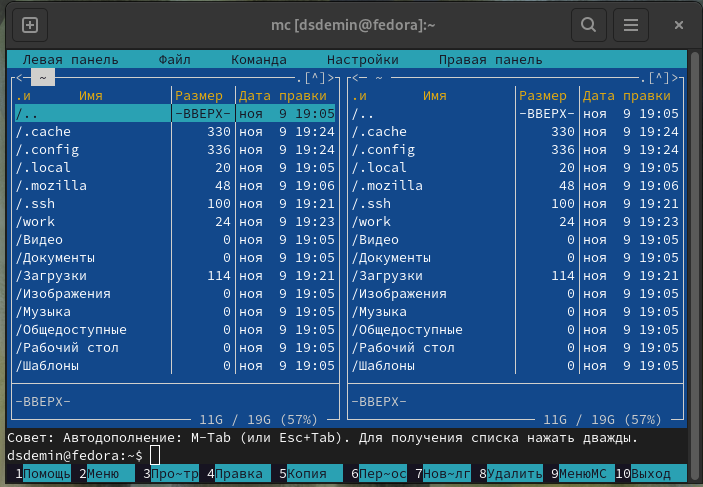 mc [dsdemin@fedora]:~
Левая панель Файл Команда Настройки Правая панель
<─ ~ .[^]> <─ ~ .[^]>
.и Имя Размер Дата правки .и Имя Размер Дата правки
/.. -ВВЕРХ- ноя 9 19:05 /.. -ВВЕРХ- ноя 9 19:05
/.cache 330 ноя 9 19:24 /.cache 330 ноя 9 19:24
/.config 336 ноя 9 19:24 /.config 336 ноя 9 19:24
/.local 20 ноя 9 19:05 /.local 20 ноя 9 19:05
/.mozilla 48 ноя 9 19:06 /.mozilla 48 ноя 9 19:06
/.ssh 100 ноя 9 19:21 /.ssh 100 ноя 9 19:21
/work 24 ноя 9 19:23 /work 24 ноя 9 19:23
/Видео 0 ноя 9 19:05 /Видео 0 ноя 9 19:05
/Документы 0 ноя 9 19:05 /Документы 0 ноя 9 19:05
/Загрузки 114 ноя 9 19:21 /Загрузки 114 ноя 9 19:21
/Изображения 0 ноя 9 19:05 /Изображения 0 ноя 9 19:05
/Музыка 0 ноя 9 19:05 /Музыка 0 ноя 9 19:05
/Общедоступные 0 ноя 9 19:05 /Общедоступные 0 ноя 9 19:05
/Рабочий стол 0 ноя 9 19:05 /Рабочий стол 0 ноя 9 19:05
/Шаблоны 0 ноя 9 19:05 /Шаблоны 0 ноя 9 19:05
-ВВЕРХ- -ВВЕРХ-
11G / 19G (57%) 11G / 19G (57%)
Совет: Автодополнение: M-Tab (или Esc+Tab). Для получения списка нажать дважды.
dsdemin@fedora:~$
1Помощь 2Меню 3Про~тр 4Правка 5Копия 6Пер~ос 7Нов~лг 8Удалить 9МенюMC 10Выход